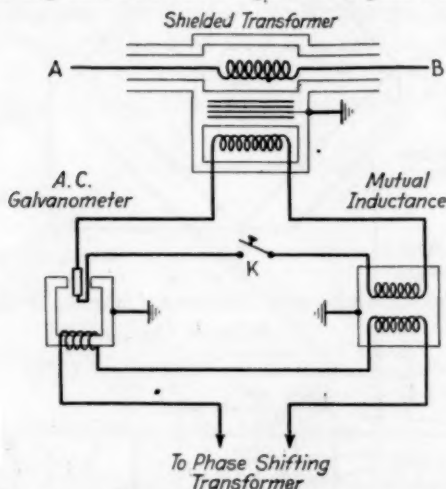 Shielded Transformer
A
B
A.C.
Galvanometer
Mutual
Inductance
K
To Phase Shifting
Transformer